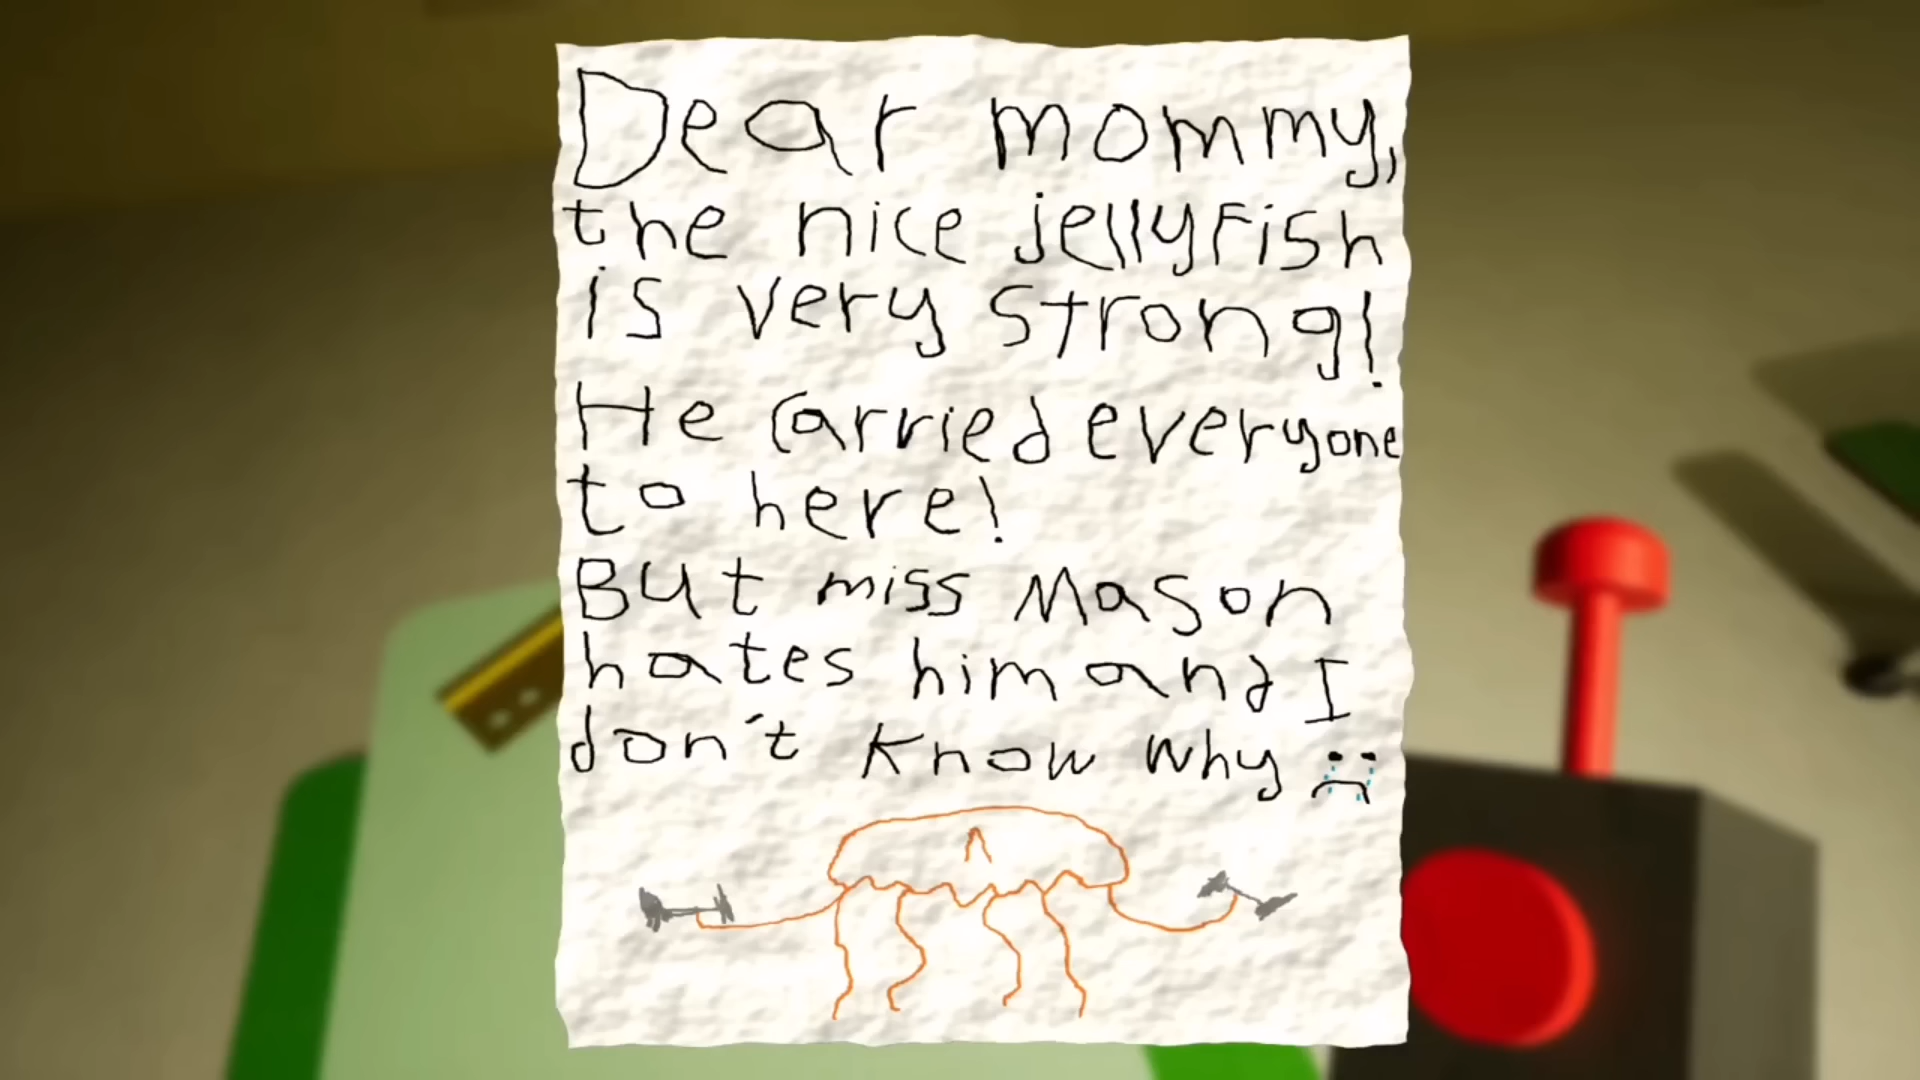 Dear mommy,
the nice jellyfish
is very strong!
He carried everyone
to here!
But miss Mason
hates him and I
don't know why